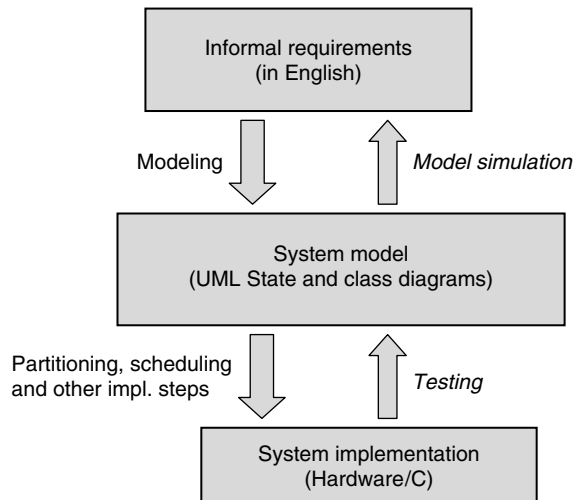 Informal requirements
(in English)
Modeling
Model simulation
System model
(UML State and class diagrams)
Partitioning, scheduling
and other impl. steps
Testing
System implementation
(Hardware/C)